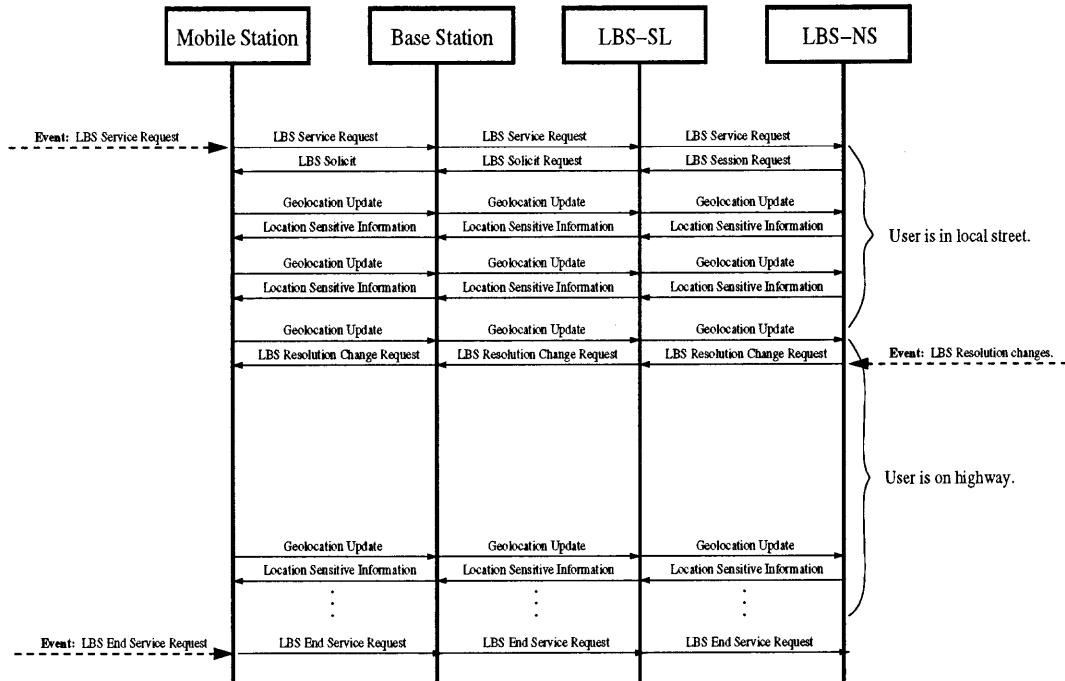 Mobile Station Base Station LBS–SL LBS–NS
Event: LBS Service Request LBS Service Request LBS Service Request LBS Service Request
LBS Solicit LBS Solicit Request LBS Session Request
Geolocation Update Geolocation Update Geolocation Update
Location Sensitive Information Location Sensitive Information Location Sensitive Information
User is in local street.
Geolocation Update Geolocation Update Geolocation Update
Location Sensitive Information Location Sensitive Information Location Sensitive Information
Geolocation Update Geolocation Update Geolocation Update
LBS Resolution Change Request LBS Resolution Change Request LBS Resolution Change Request Event: LBS Resolution changes.
User is on highway.
Geolocation Update Geolocation Update Geolocation Update
Location Sensitive Information Location Sensitive Information Location Sensitive Information
Event: LBS End Service Request LBS End Service Request LBS End Service Request LBS End Service Request